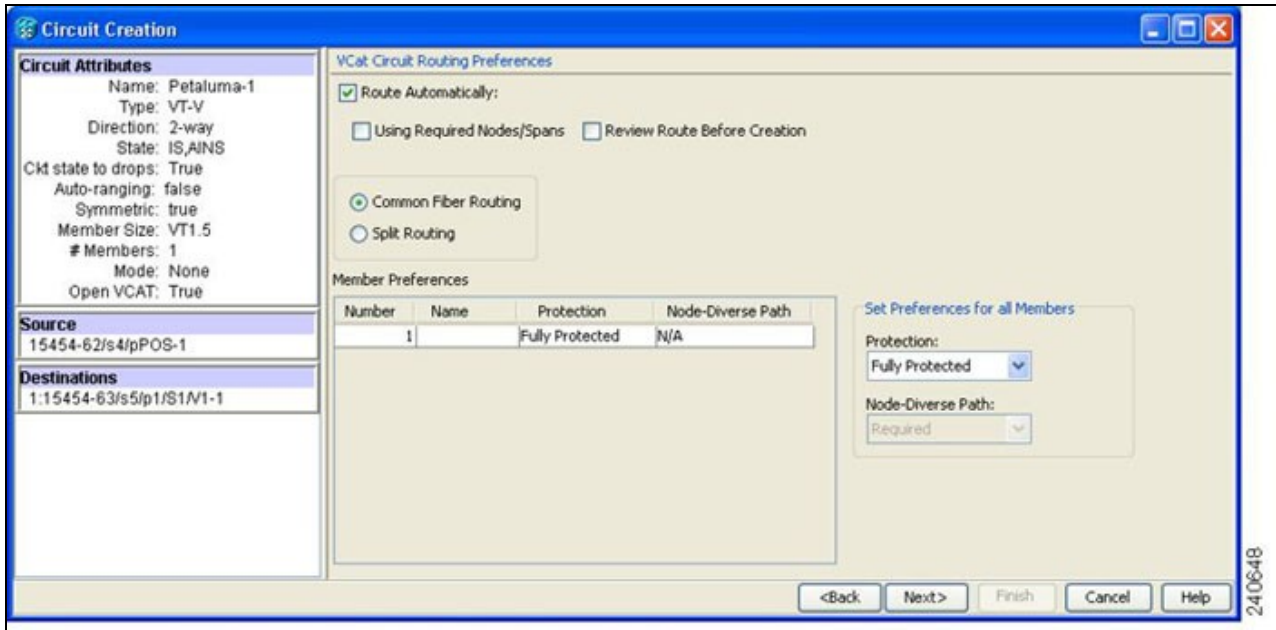 Circuit Creation
Circuit Attributes
Name: Petaluma-1
Type: VT-V
Direction: 2-way
State: IS,AINS
Ckt state to drops: True
Auto-ranging: false
Symmetric: true
Member Size: VT1.5
# Members: 1
Mode: None
Open VCAT: True
Source
15454-62/s4/pPOS-1
Destinations
1:15454-63/s5/p1/S1/V1-1
VCat Circuit Routing Preferences
Route Automatically:
Using Required Nodes/Spans Review Route Before Creation
Common Fiber Routing
Split Routing
Member Preferences
Number Name Protection Node-Diverse Path
1 Fully Protected N/A
Set Preferences for all Members
Protection:
Fully Protected
Node-Diverse Path:
Required
<Back Next> Finish Cancel Help
240648